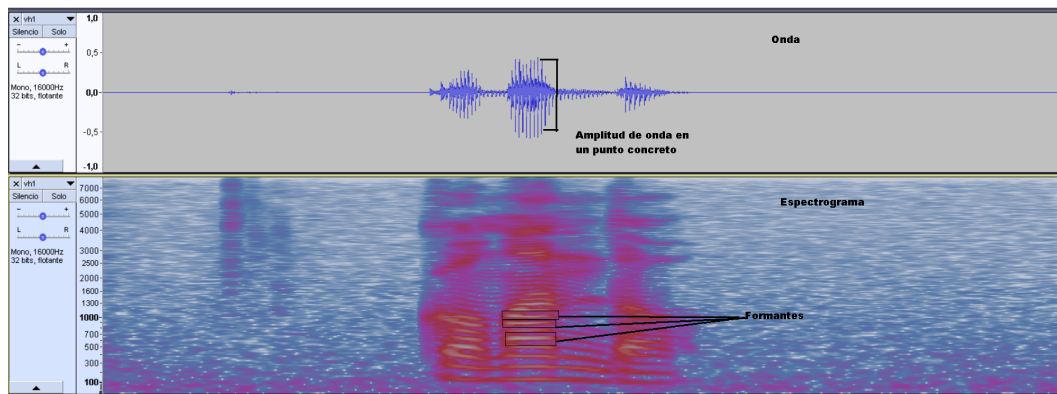 × vh1 ▼
Silencio Solo
- +
L R
Mono, 16000Hz
32 bits, flotante
1,0
0,5-
0,0-
-0,5-
-1,0
Onda
Amplitud de onda en
un punto concreto
× vh1 ▼
Silencio Solo
- +
L R
Mono, 16000Hz
32 bits, flotante
7000-
6000-
5000-
4000-
3000-
2500-
2000-
1600-
1300-
1000-
700-
500-
300-
100-
Espectrograma
Formantes